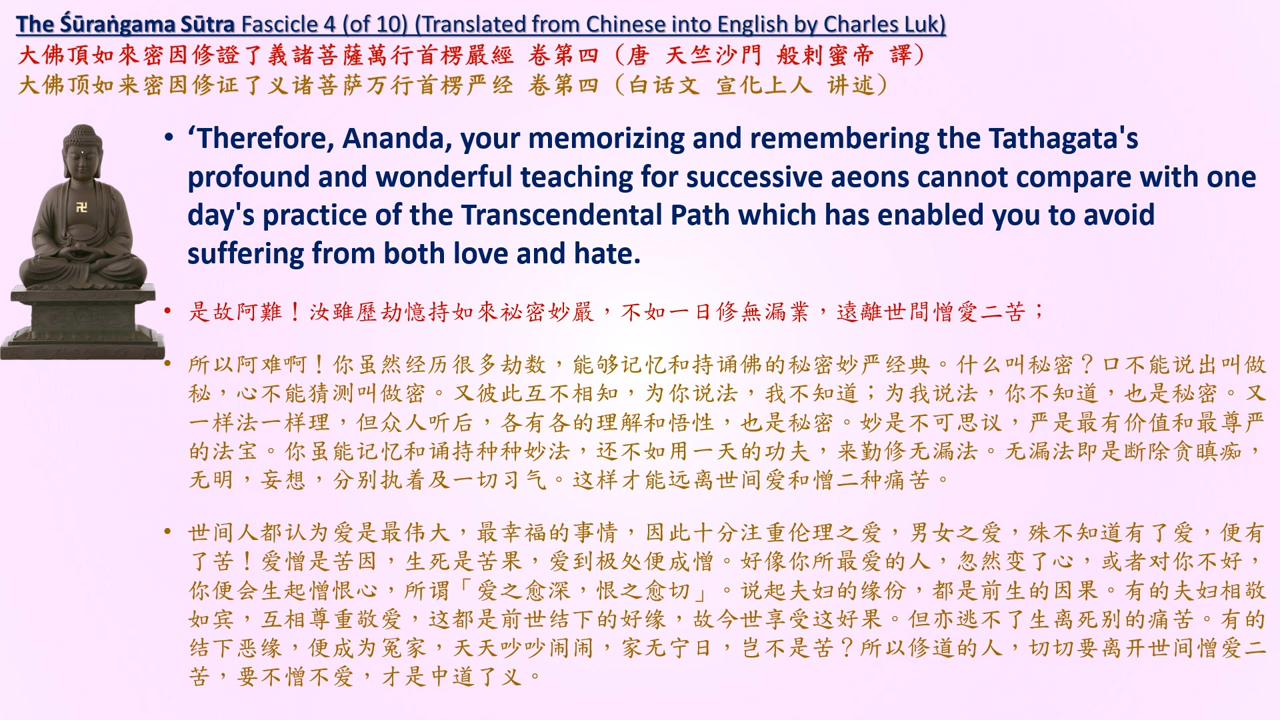 The Śūraṅgama Sūtra Fascicle 4 (of 10) (Translated from Chinese into English by Charles Luk)
大佛頂如來密因修證了義諸菩薩萬行首楞嚴經 卷第四（唐 天竺沙門 般剌蜜帝 譯）
大佛顶如来密因修证了义诸菩萨万行首楞严经 卷第四（白话文 宣化上人 讲述）
卍
• ‘Therefore, Ananda, your memorizing and remembering the Tathagata's
profound and wonderful teaching for successive aeons cannot compare with one
day's practice of the Transcendental Path which has enabled you to avoid
suffering from both love and hate.
• 是故阿難！汝雖歷劫憶持如來祕密妙嚴，不如一日修無漏業，遠離世間憎愛二苦；
• 所以阿难啊！你虽然经历很多劫数，能够记忆和持诵佛的秘密妙严经典。什么叫秘密？口不能说出叫做
秘，心不能猜测叫做密。又彼此互不相知，为你说法，我不知道；为我说法，你不知道，也是秘密。又
一样法一样理，但众人听后，各有各的理解和悟性，也是秘密。妙是不可思议，严是最有价值和最尊严
的法宝。你虽能记忆和诵持种种妙法，还不如用一天的功夫，来勤修无漏法。无漏法即是断除贪瞋痴，
无明，妄想，分别执着及一切习气。这样才能远离世间爱和憎二种痛苦。
• 世间人都认为爱是最伟大，最幸福的事情，因此十分注重伦理之爱，男女之爱，殊不知道有了爱，便有
了苦！爱憎是苦因，生死是苦果，爱到极处便成憎。好像你所最爱的人，忽然变了心，或者对你不好，
你便会生起憎恨心，所谓「爱之愈深，恨之愈切」。说起夫妇的缘份，都是前生的因果。有的夫妇相敬
如宾，互相尊重敬爱，这都是前世结下的好缘，故今世享受这好果。但亦逃不了生离死别的痛苦。有的
结下恶缘，便成为冤家，天天吵吵闹闹，家无宁日，岂不是苦？所以修道的人，切切要离开世间憎爱二
苦，要不憎不爱，才是中道了义。